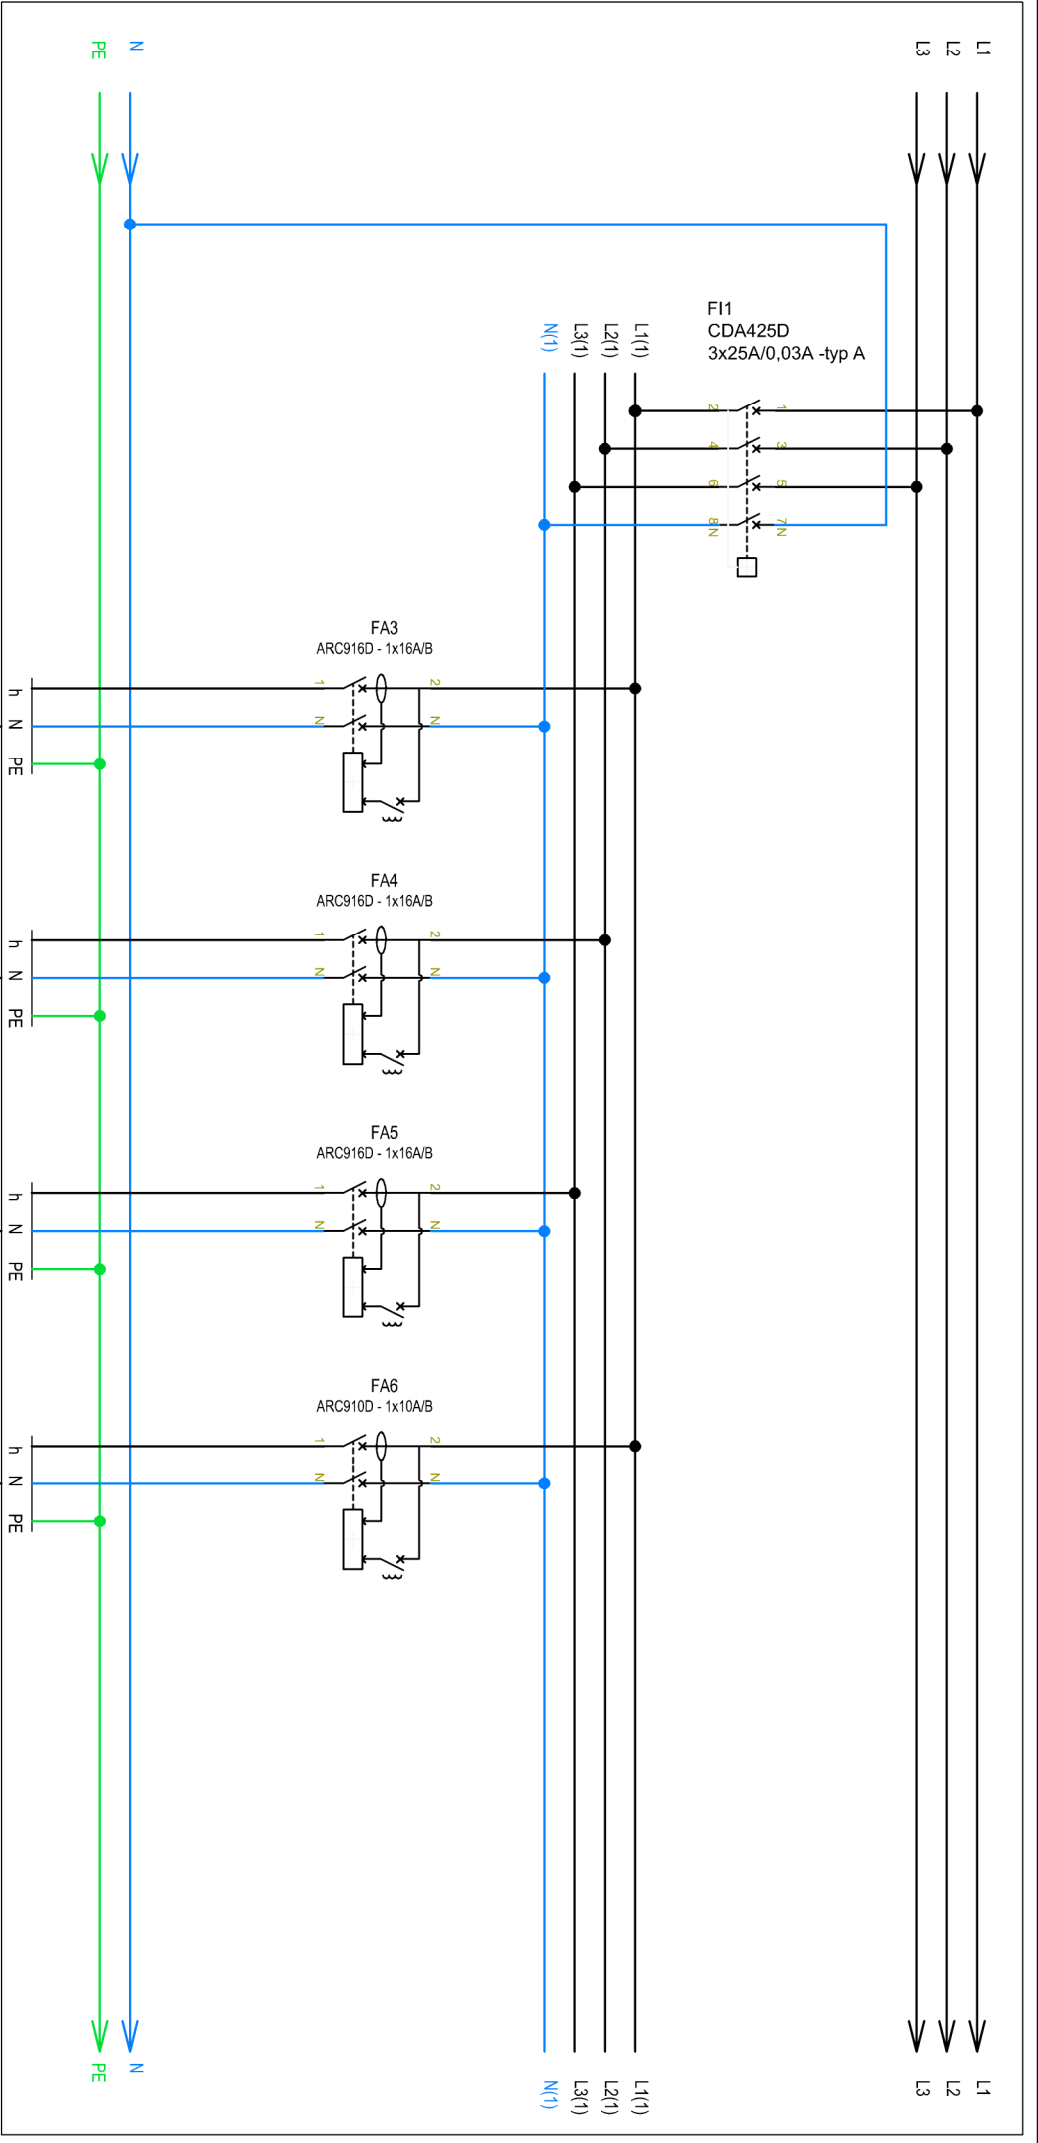 PE
N
L3
L2
L1
FI1
CDA425D
3x25A/0,03A -typ A
N(1)
L3(1)
L2(1)
L1(1)
2
1
4
3
6
5
8N
7N
FA3
ARC916D - 1x16A/B
1
2
h
N
N
N
PE
FA4
ARC916D - 1x16A/B
1
2
h
N
N
N
PE
FA5
ARC916D - 1x16A/B
1
2
h
N
N
N
PE
FA6
ARC910D - 1x10A/B
1
2
h
N
N
N
PE
PE
N
N(1)
L3(1)
L2(1)
L1(1)
L3
L2
L1